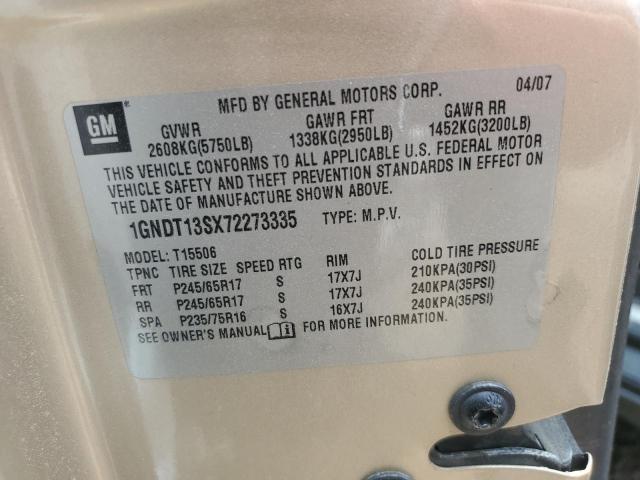 GM
MFD BY GENERAL MOTORS CORP. 04/07
GVWR GAWR FRT GAWR RR
2608KG(5750LB) 1338KG(2950LB) 1452KG(3200LB)
THIS VEHICLE CONFORMS TO ALL APPLICABLE U.S. FEDERAL MOTOR
VEHICLE SAFETY AND THEFT PREVENTION STANDARDS IN EFFECT ON
THE DATE OF MANUFACTURE SHOWN ABOVE.
1GNDT13SX72273335 TYPE: M.P.V.
MODEL: T15506
TPNC TIRE SIZE SPEED RTG RIM COLD TIRE PRESSURE
FRT P245/65R17 S 17X7J 210KPA(30PSI)
RR P245/65R17 S 17X7J 240KPA(35PSI)
SPA P235/75R16 S 16X7J 240KPA(35PSI)
SEE OWNER'S MANUAL FOR MORE INFORMATION.